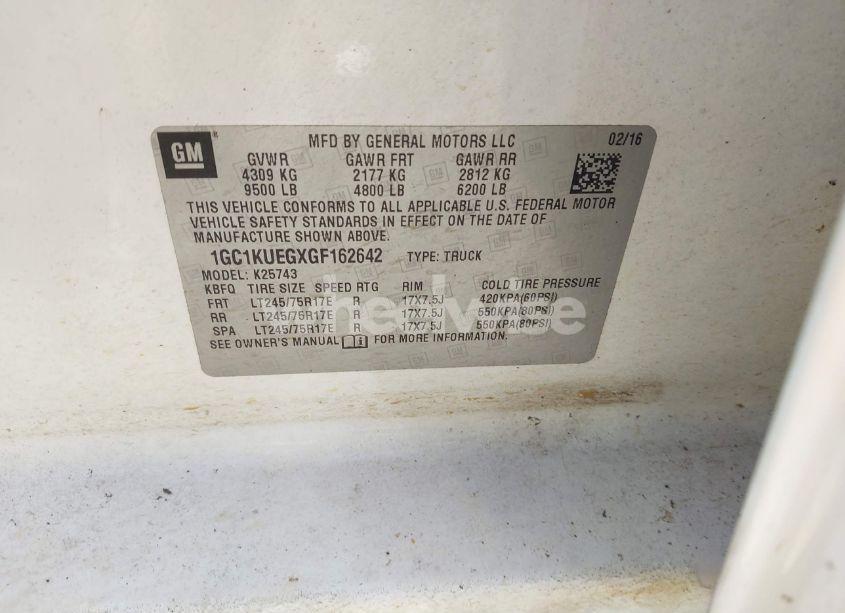 GM
MFD BY GENERAL MOTORS LLC 02/16
GVWR GAWR FRT GAWR RR
4309 KG 2177 KG 2812 KG
9500 LB 4800 LB 6200 LB
THIS VEHICLE CONFORMS TO ALL APPLICABLE U.S. FEDERAL MOTOR
VEHICLE SAFETY STANDARDS IN EFFECT ON THE DATE OF
MANUFACTURE SHOWN ABOVE.
1GC1KUEGXGF162642 TYPE: TRUCK
MODEL: K25743
KBFQ TIRE SIZE SPEED RTG RIM COLD TIRE PRESSURE
FRT LT245/75R17E R 17X7.5J 420KPA(60PSI)
RR LT245/75R17E R 17X7.5J 550KPA(80PSI)
SPA LT245/75R17E R 17X7.5J 550KPA(80PSI)
SEE OWNER'S MANUAL FOR MORE INFORMATION.